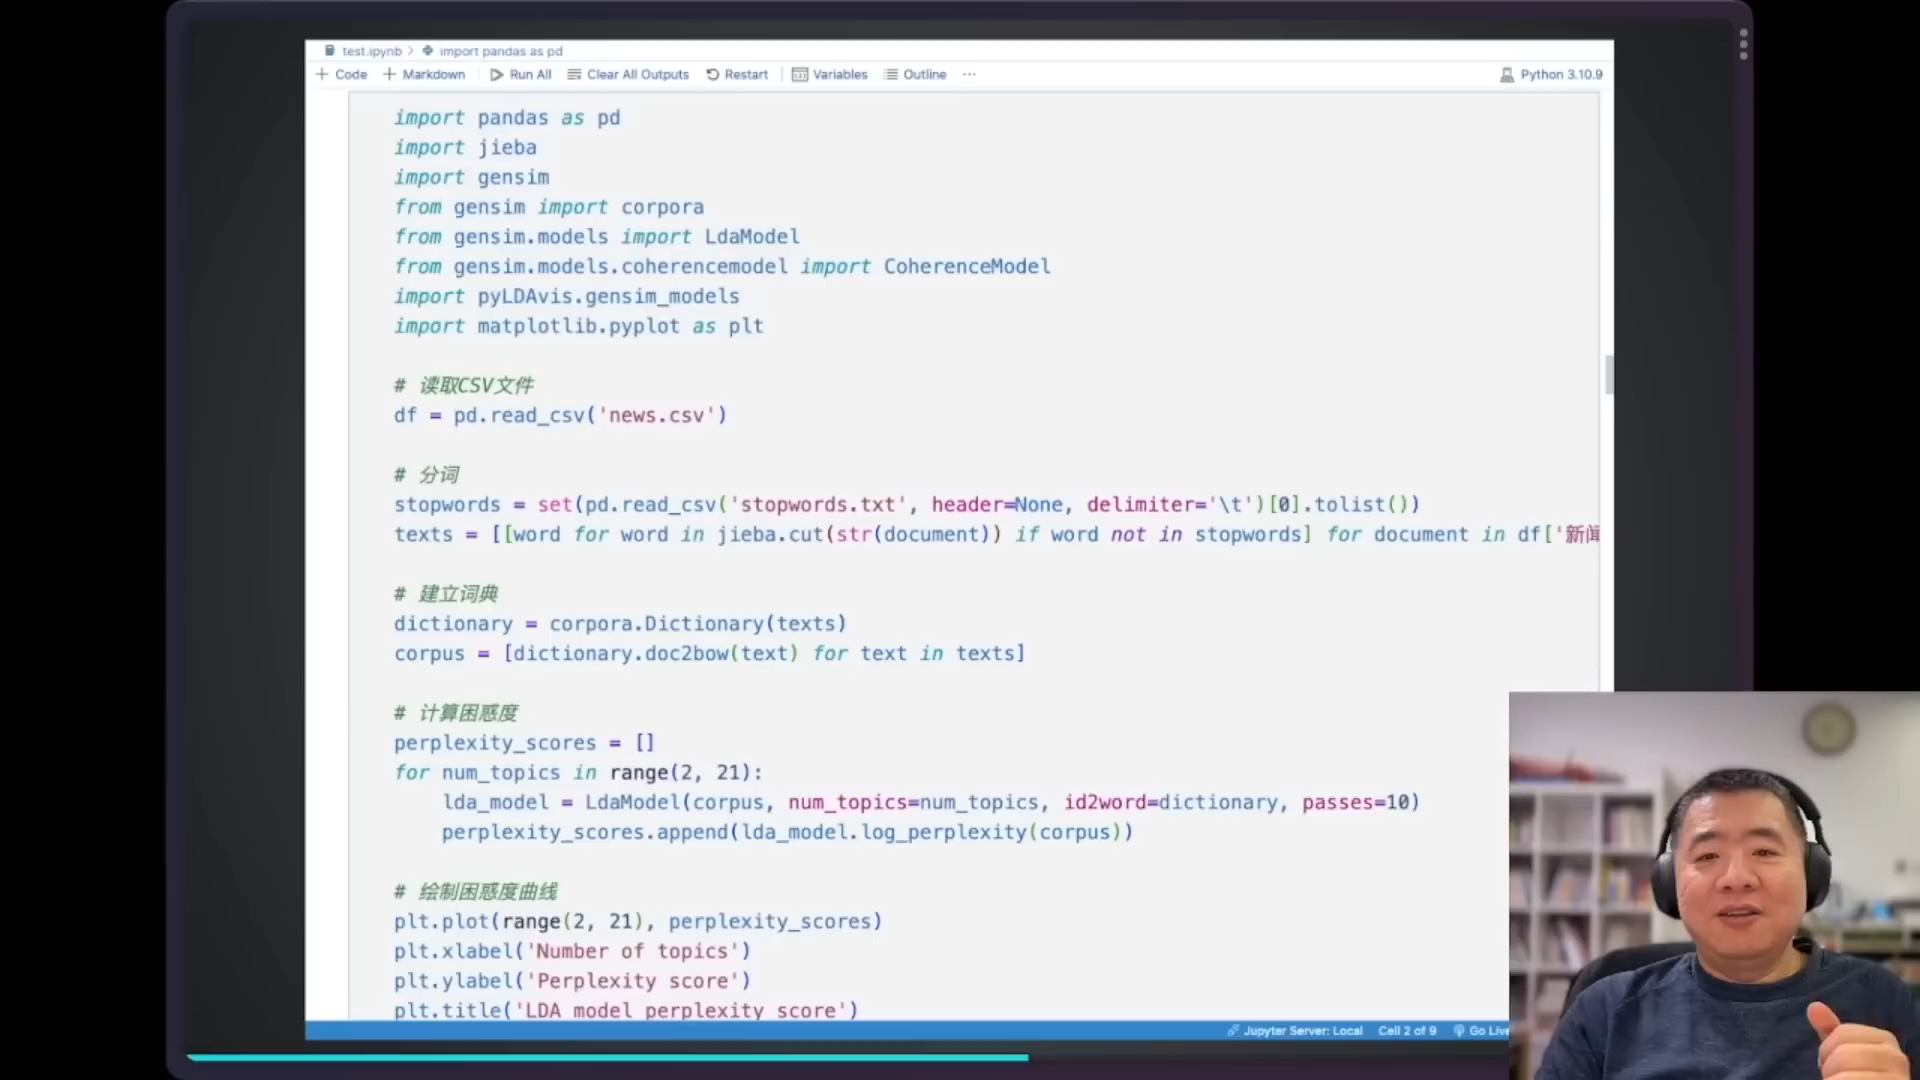 test.ipynb > import pandas as pd
+ Code + Markdown Run All Clear All Outputs Restart Variables Outline ··· Python 3.10.9
import pandas as pd
import jieba
import gensim
from gensim import corpora
from gensim.models import LdaModel
from gensim.models.coherencemodel import CoherenceModel
import pyLDAvis.gensim_models
import matplotlib.pyplot as plt
# 读取CSV文件
df = pd.read_csv('news.csv')
# 分词
stopwords = set(pd.read_csv('stopwords.txt', header=None, delimiter='\t')[0].tolist())
texts = [[word for word in jieba.cut(str(document)) if word not in stopwords] for document in df['新闻
# 建立词典
dictionary = corpora.Dictionary(texts)
corpus = [dictionary.doc2bow(text) for text in texts]
# 计算困惑度
perplexity_scores = []
for num_topics in range(2, 21):
lda_model = LdaModel(corpus, num_topics=num_topics, id2word=dictionary, passes=10)
perplexity_scores.append(lda_model.log_perplexity(corpus))
# 绘制困惑度曲线
plt.plot(range(2, 21), perplexity_scores)
plt.xlabel('Number of topics')
plt.ylabel('Perplexity score')
plt.title('LDA model perplexity score')
Jupyter Server: Local Cell 2 of 9 Go Live